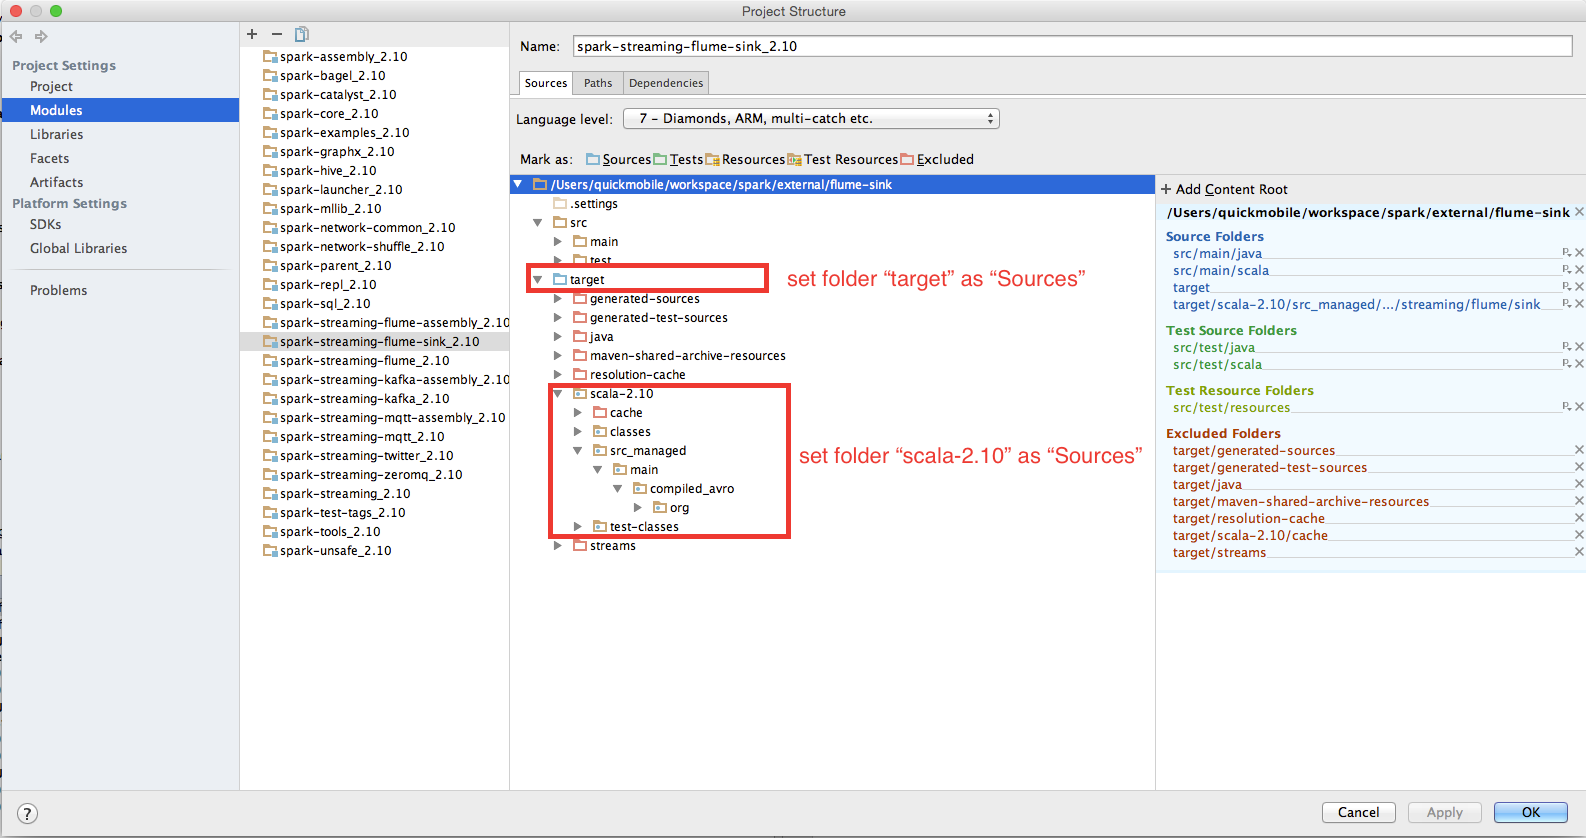 Project Structure
Project Settings
Project
Modules
Libraries
Facets
Artifacts
Platform Settings
SDKs
Global Libraries
Problems
spark-assembly_2.10
spark-bagel_2.10
spark-catalyst_2.10
spark-core_2.10
spark-examples_2.10
spark-graphx_2.10
spark-hive_2.10
spark-launcher_2.10
spark-mllib_2.10
spark-network-common_2.10
spark-network-shuffle_2.10
spark-parent_2.10
spark-repl_2.10
spark-sql_2.10
spark-streaming-flume-assembly_2.10
spark-streaming-flume-sink_2.10
spark-streaming-flume_2.10
spark-streaming-kafka-assembly_2.10
spark-streaming-kafka_2.10
spark-streaming-mqtt-assembly_2.10
spark-streaming-mqtt_2.10
spark-streaming-twitter_2.10
spark-streaming-zeromq_2.10
spark-streaming_2.10
spark-test-tags_2.10
spark-tools_2.10
spark-unsafe_2.10
Name: spark-streaming-flume-sink_2.10
Sources Paths Dependencies
Language level: 7 - Diamonds, ARM, multi-catch etc.
Mark as: Sources Tests Resources Test Resources Excluded
/Users/quickmobile/workspace/spark/external/flume-sink
.settings
src
main
test
target
set folder “target” as “Sources”
generated-sources
generated-test-sources
java
maven-shared-archive-resources
resolution-cache
scala-2.10
cache
classes
src_managed
set folder “scala-2.10” as “Sources”
main
compiled_avro
org
test-classes
streams
+ Add Content Root
/Users/quickmobile/workspace/spark/external/flume-sink
Source Folders
src/main/java
src/main/scala
target
target/scala-2.10/src_managed/.../streaming/flume/sink
Test Source Folders
src/test/java
src/test/scala
Test Resource Folders
src/test/resources
Excluded Folders
target/generated-sources
target/generated-test-sources
target/java
target/maven-shared-archive-resources
target/resolution-cache
target/scala-2.10/cache
target/streams
?
Cancel Apply OK